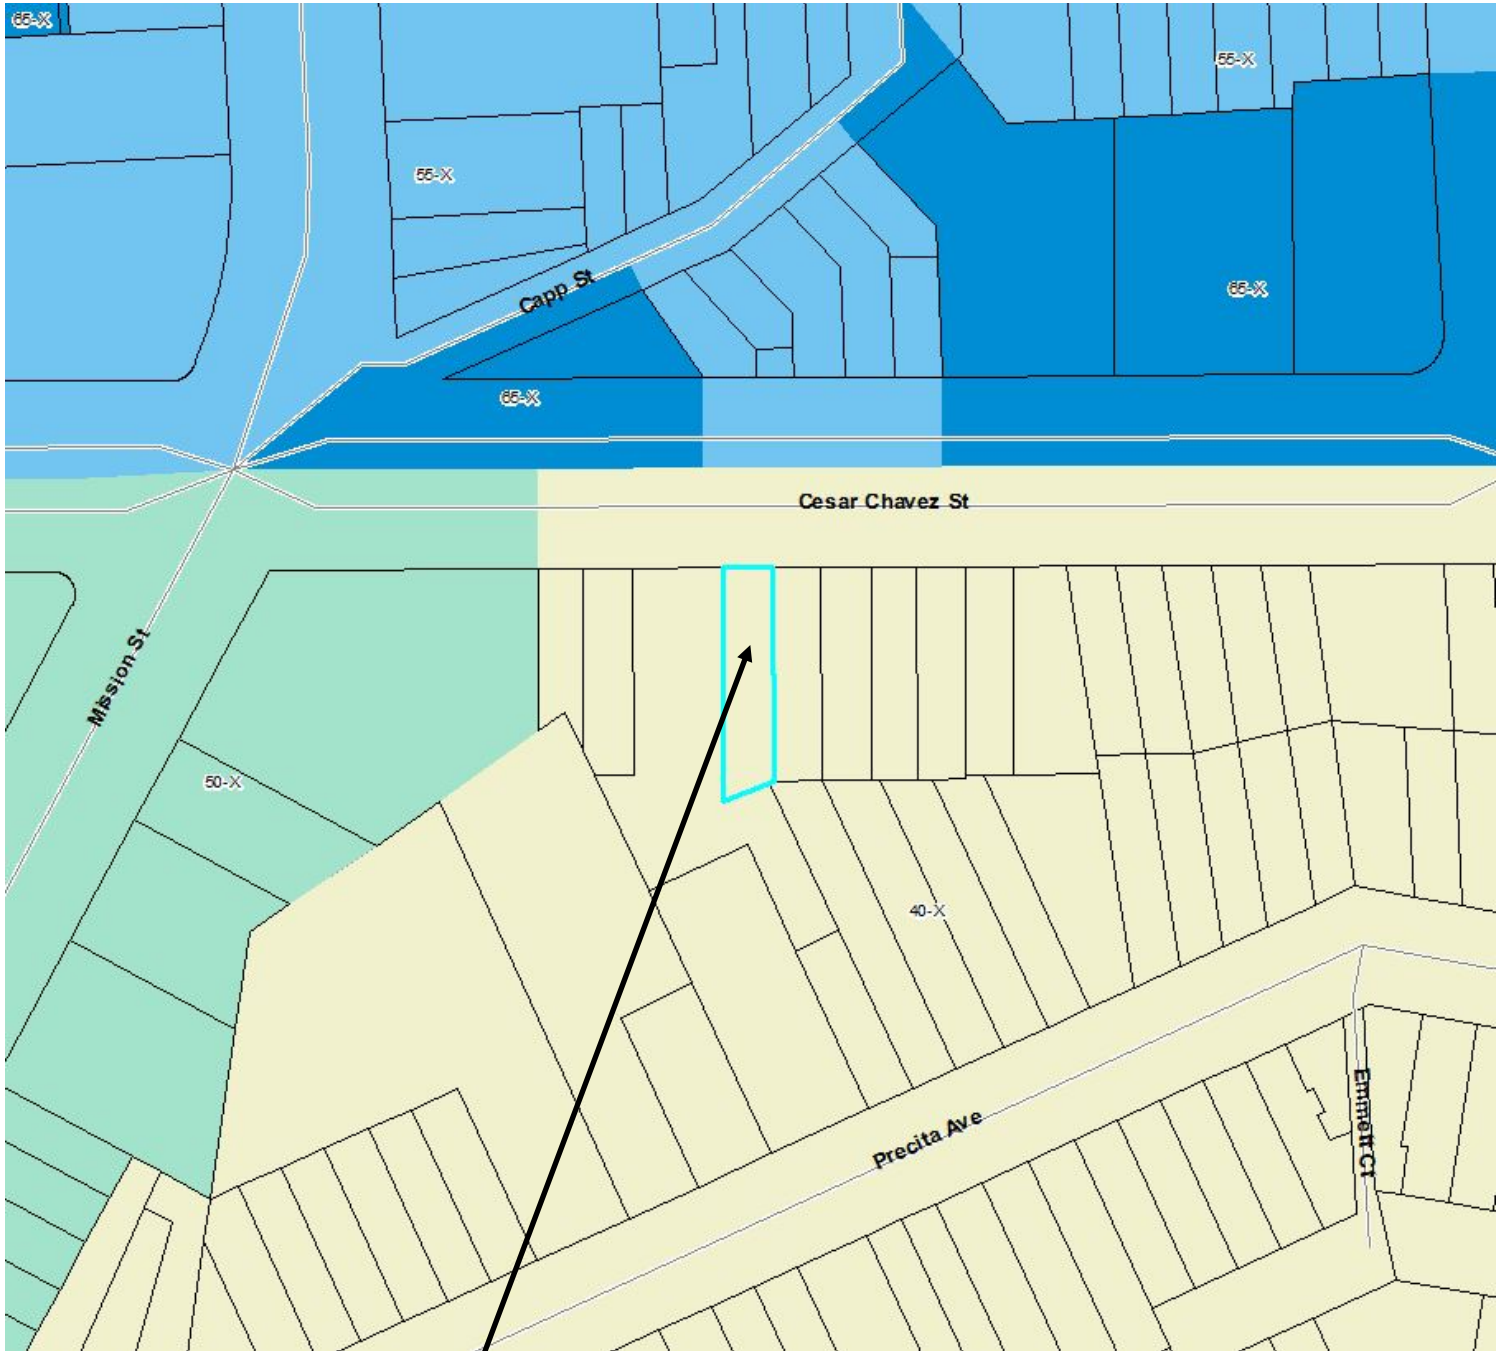 65-X
55-X
55-X
Capp St
65-X
65-X
Cesar Chavez St
Mission St
50-X
40-X
Precita Ave
Emmett CT